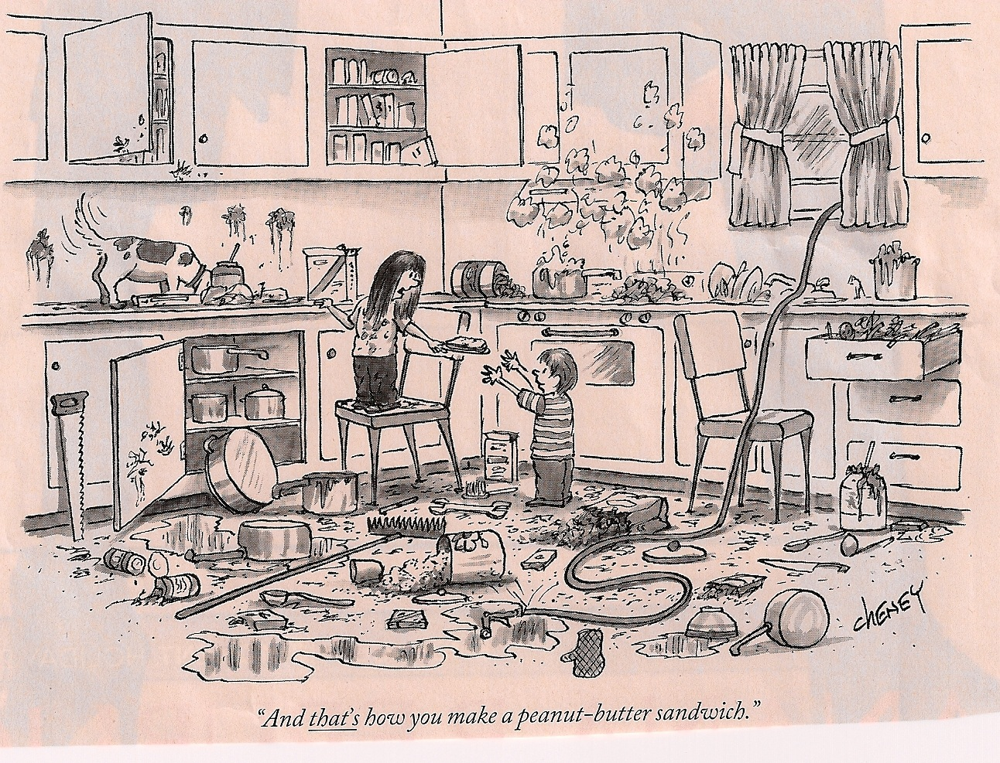 cHENEY
“And that's how you make a peanut-butter sandwich.”